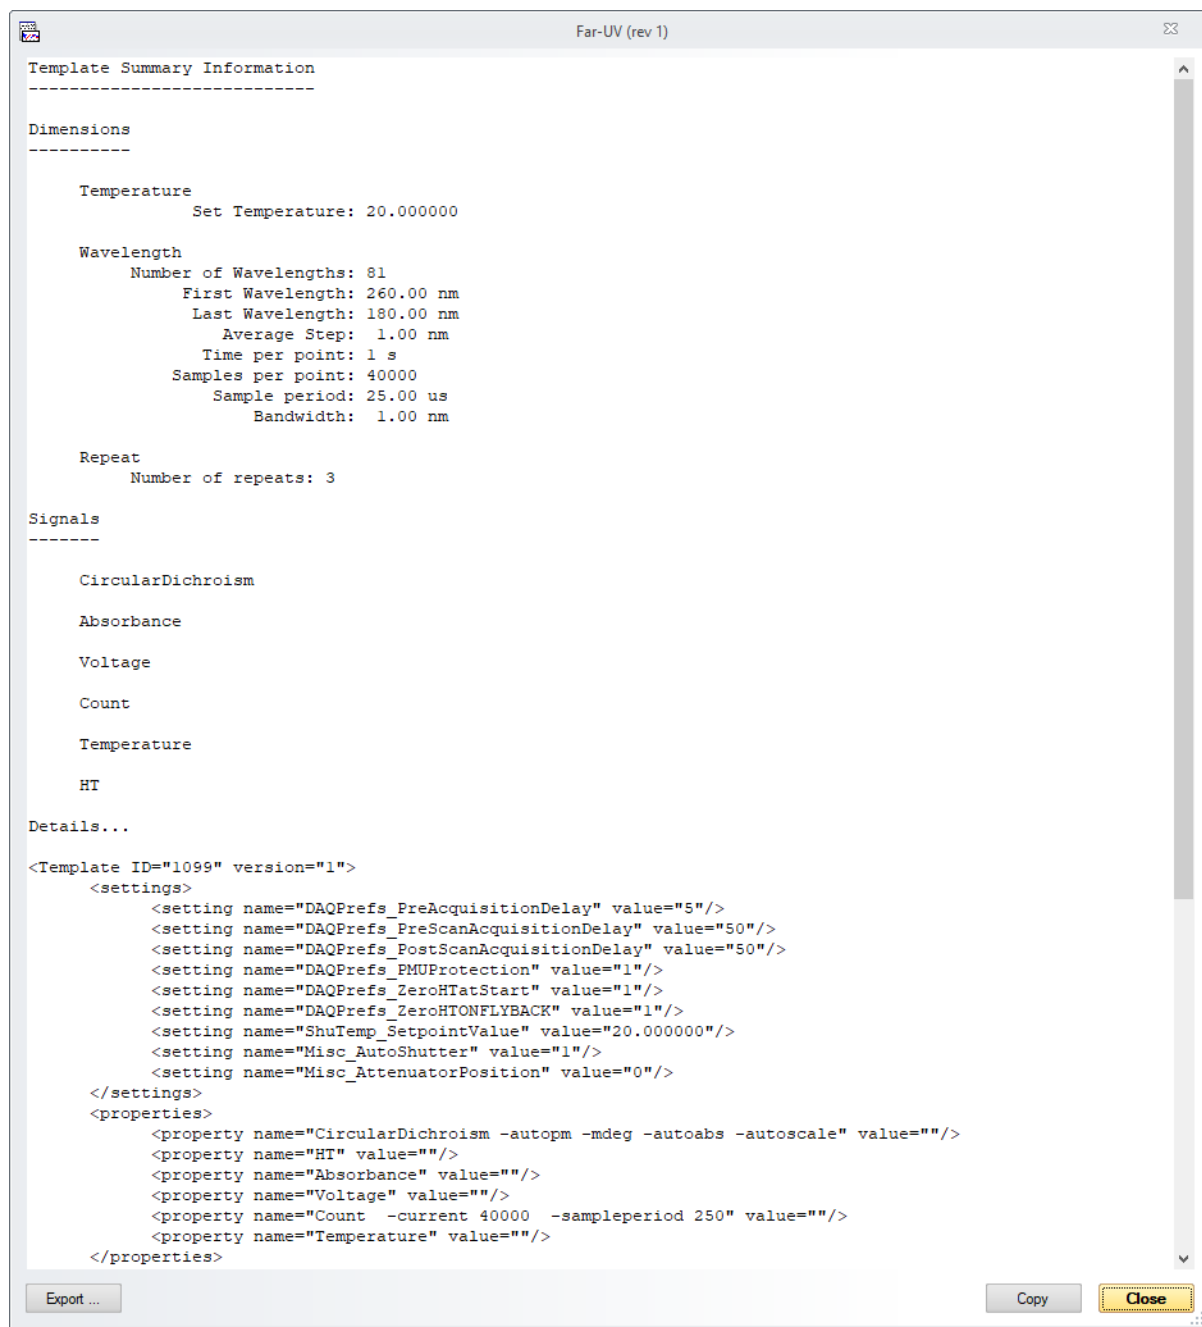 Far-UV (rev 1)
Template Summary Information
----------------------------
Dimensions
----------
Temperature
Set Temperature: 20.000000
Wavelength
Number of Wavelengths: 81
First Wavelength: 260.00 nm
Last Wavelength: 180.00 nm
Average Step:  1.00 nm
Time per point: 1 s
Samples per point: 40000
Sample period: 25.00 us
Bandwidth:  1.00 nm
Repeat
Number of repeats: 3
Signals
-------
CircularDichroism
Absorbance
Voltage
Count
Temperature
HT
Details...
<Template ID="1099" version="1">
<settings>
<setting name="DAQPrefs_PreAcquisitionDelay" value="5"/>
<setting name="DAQPrefs_PreScanAcquisitionDelay" value="50"/>
<setting name="DAQPrefs_PostScanAcquisitionDelay" value="50"/>
<setting name="DAQPrefs_PMUProtection" value="1"/>
<setting name="DAQPrefs_ZeroHTatStart" value="1"/>
<setting name="DAQPrefs_ZeroHTONFLYBACK" value="1"/>
<setting name="ShuTemp_SetpointValue" value="20.000000"/>
<setting name="Misc_AutoShutter" value="1"/>
<setting name="Misc_AttenuatorPosition" value="0"/>
</settings>
<properties>
<property name="CircularDichroism -autopm -mdeg -autoabs -autoscale" value=""/>
<property name="HT" value=""/>
<property name="Absorbance" value=""/>
<property name="Voltage" value=""/>
<property name="Count  -current 40000  -sampleperiod 250" value=""/>
<property name="Temperature" value=""/>
</properties>
Export ...
Copy
Close